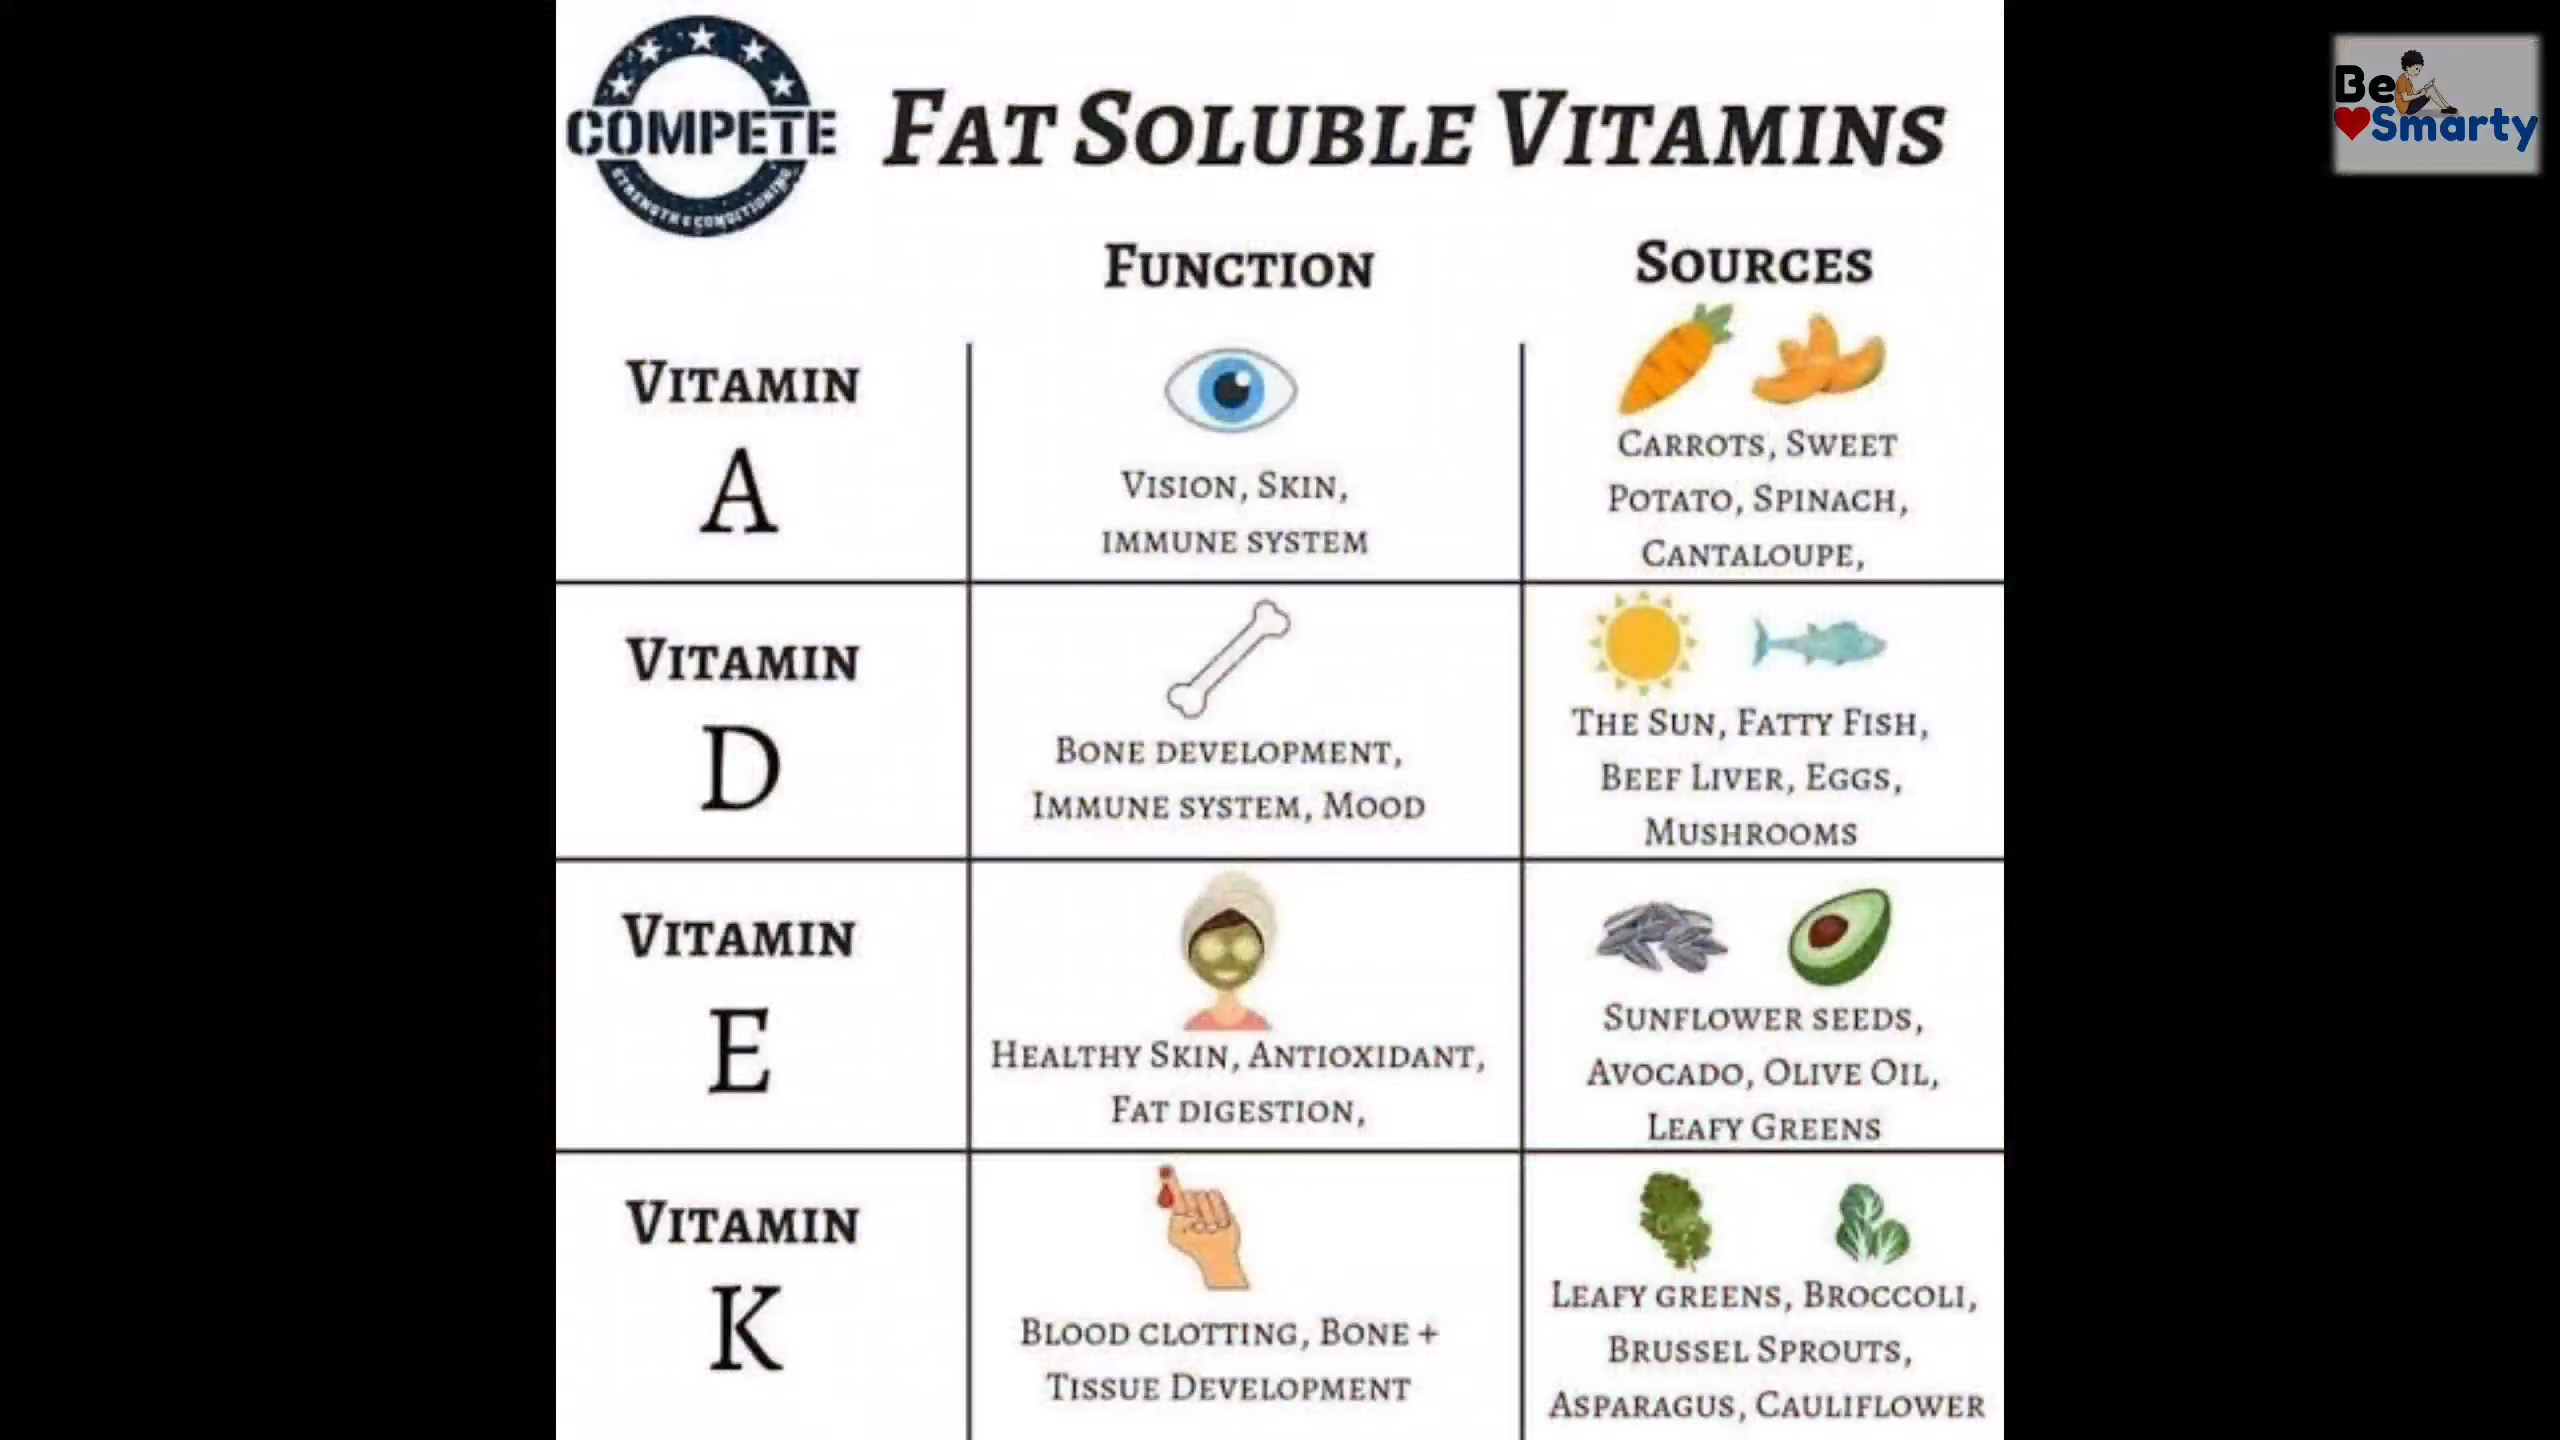 COMPETE
STRENGTH & CONDITIONING
FAT SOLUBLE VITAMINS
Be
Smarty
FUNCTION
SOURCES
VITAMIN
A
VISION, SKIN,
IMMUNE SYSTEM
CARROTS, SWEET
POTATO, SPINACH,
CANTALOUPE,
VITAMIN
D
BONE DEVELOPMENT,
IMMUNE SYSTEM, MOOD
THE SUN, FATTY FISH,
BEEF LIVER, EGGS,
MUSHROOMS
VITAMIN
E
HEALTHY SKIN, ANTIOXIDANT,
FAT DIGESTION,
SUNFLOWER SEEDS,
AVOCADO, OLIVE OIL,
LEAFY GREENS
VITAMIN
K
BLOOD CLOTTING, BONE +
TISSUE DEVELOPMENT
LEAFY GREENS, BROCCOLI,
BRUSSEL SPROUTS,
ASPARAGUS, CAULIFLOWER